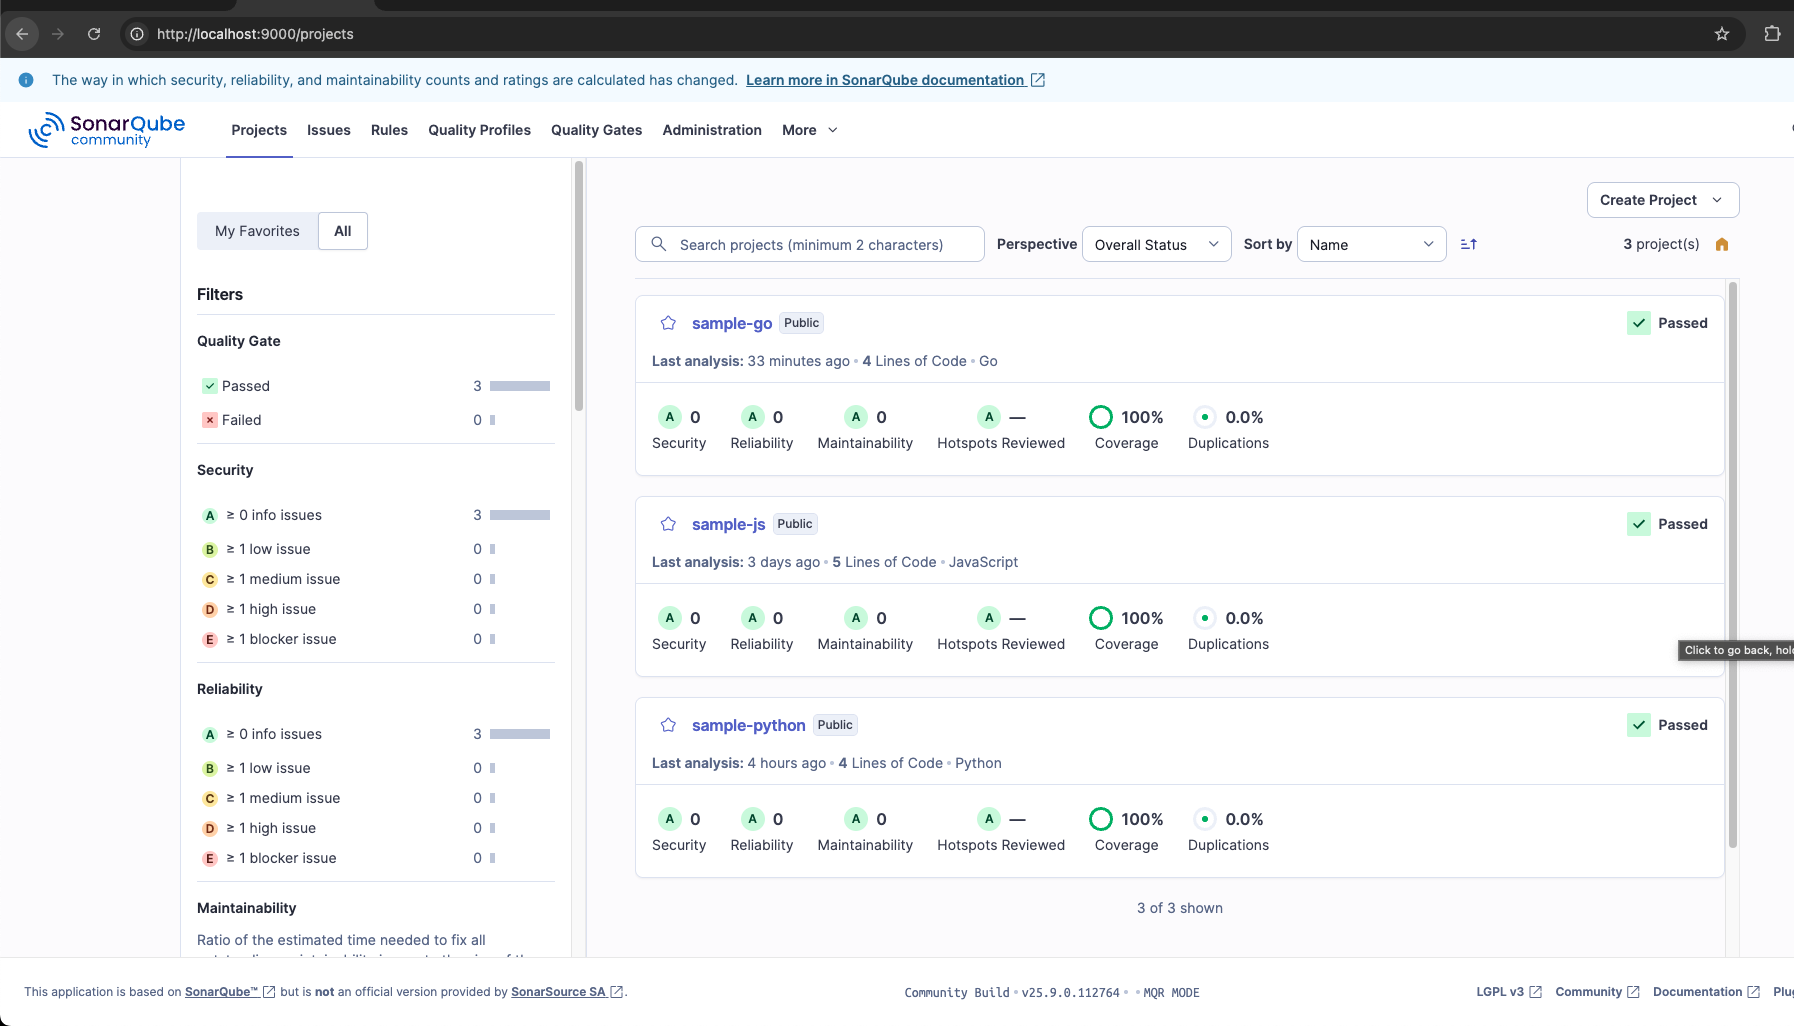 http://localhost:9000/projects
The way in which security, reliability, and maintainability counts and ratings are calculated has changed. Learn more in SonarQube documentation
SonarQube community
Projects Issues Rules Quality Profiles Quality Gates Administration More
Create Project
My Favorites All
Search projects (minimum 2 characters) Perspective Overall Status Sort by Name 3 project(s)
Filters
Quality Gate
Passed 3
Failed 0
Security
A ≥ 0 info issues 3
B ≥ 1 low issue 0
C ≥ 1 medium issue 0
D ≥ 1 high issue 0
E ≥ 1 blocker issue 0
Reliability
A ≥ 0 info issues 3
B ≥ 1 low issue 0
C ≥ 1 medium issue 0
D ≥ 1 high issue 0
E ≥ 1 blocker issue 0
Maintainability
Ratio of the estimated time needed to fix all
sample-go Public Passed
Last analysis: 33 minutes ago • 4 Lines of Code • Go
A 0 A 0 A 0 A — 100% 0.0%
Security Reliability Maintainability Hotspots Reviewed Coverage Duplications
sample-js Public Passed
Last analysis: 3 days ago • 5 Lines of Code • JavaScript
A 0 A 0 A 0 A — 100% 0.0%
Security Reliability Maintainability Hotspots Reviewed Coverage Duplications
Click to go back, hol
sample-python Public Passed
Last analysis: 4 hours ago • 4 Lines of Code • Python
A 0 A 0 A 0 A — 100% 0.0%
Security Reliability Maintainability Hotspots Reviewed Coverage Duplications
3 of 3 shown
This application is based on SonarQube™ but is not an official version provided by SonarSource SA. Community Build • v25.9.0.112764 • • MQR MODE LGPL v3 Community Documentation Plu